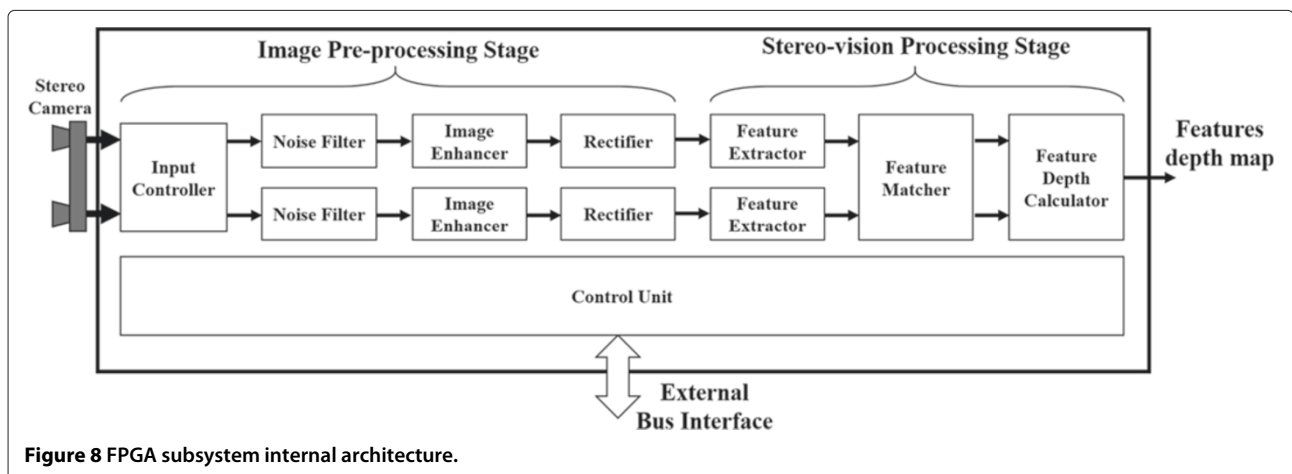 Image Pre-processing Stage
Stereo-vision Processing Stage
Stereo
Camera
Input
Controller
Noise Filter
Image
Enhancer
Rectifier
Feature
Extractor
Noise Filter
Image
Enhancer
Rectifier
Feature
Extractor
Feature
Matcher
Feature
Depth
Calculator
Features
depth map
Control Unit
External
Bus Interface
Figure 8 FPGA subsystem internal architecture.